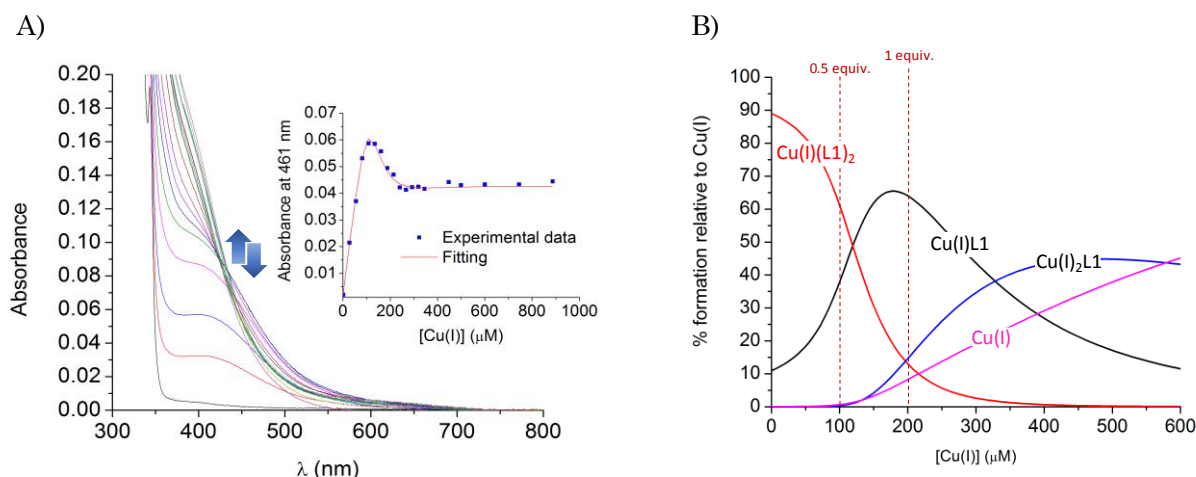 A)
Absorbance
0.20
0.18
0.16
0.14
0.12
0.10
0.08
0.06
0.04
0.02
0.00
300 400 500 600 700 800
λ (nm)
Absorbance at 461 nm
0.07
0.06
0.05
0.04
0.03
0.02
0.01
0 200 400 600 800 1000
[Cu(I)] (μM)
Experimental data
Fitting
B)
% formation relative to Cu(I)
100
90
80
70
60
50
40
30
20
10
0
0 100 200 300 400 500 600
[Cu(I)] (μM)
0.5 equiv.
1 equiv.
Cu(I)(L1)₂
Cu(I)L1
Cu(I)₂L1
Cu(I)